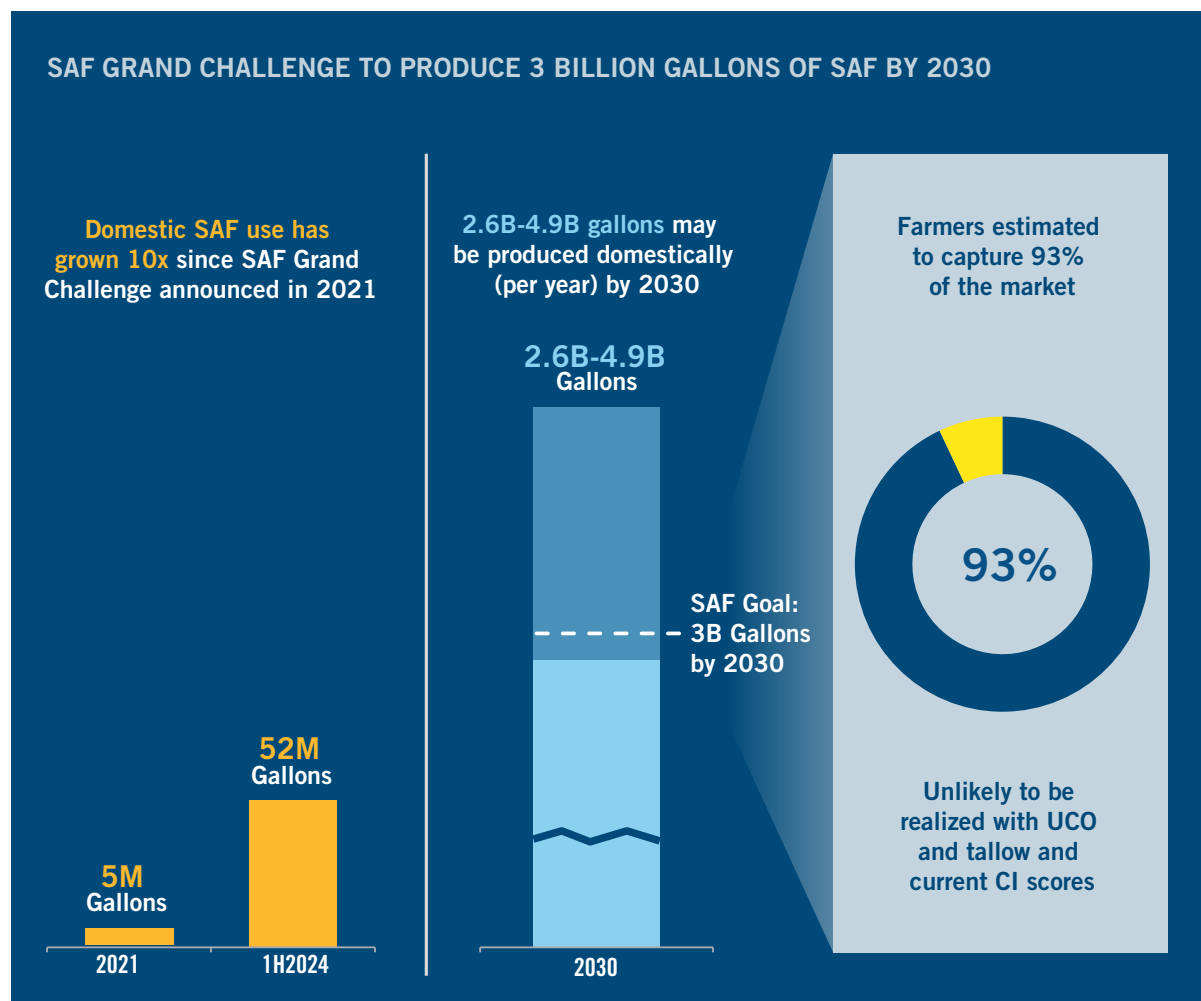 SAF GRAND CHALLENGE TO PRODUCE 3 BILLION GALLONS OF SAF BY 2030
Domestic SAF use has
grown 10x since SAF Grand
Challenge announced in 2021
5M
Gallons
52M
Gallons
2021
1H2024
2.6B-4.9B gallons may
be produced domestically
(per year) by 2030
2.6B-4.9B
Gallons
SAF Goal:
3B Gallons
by 2030
2030
Farmers estimated
to capture 93%
of the market
93%
Unlikely to be
realized with UCO
and tallow and
current CI scores